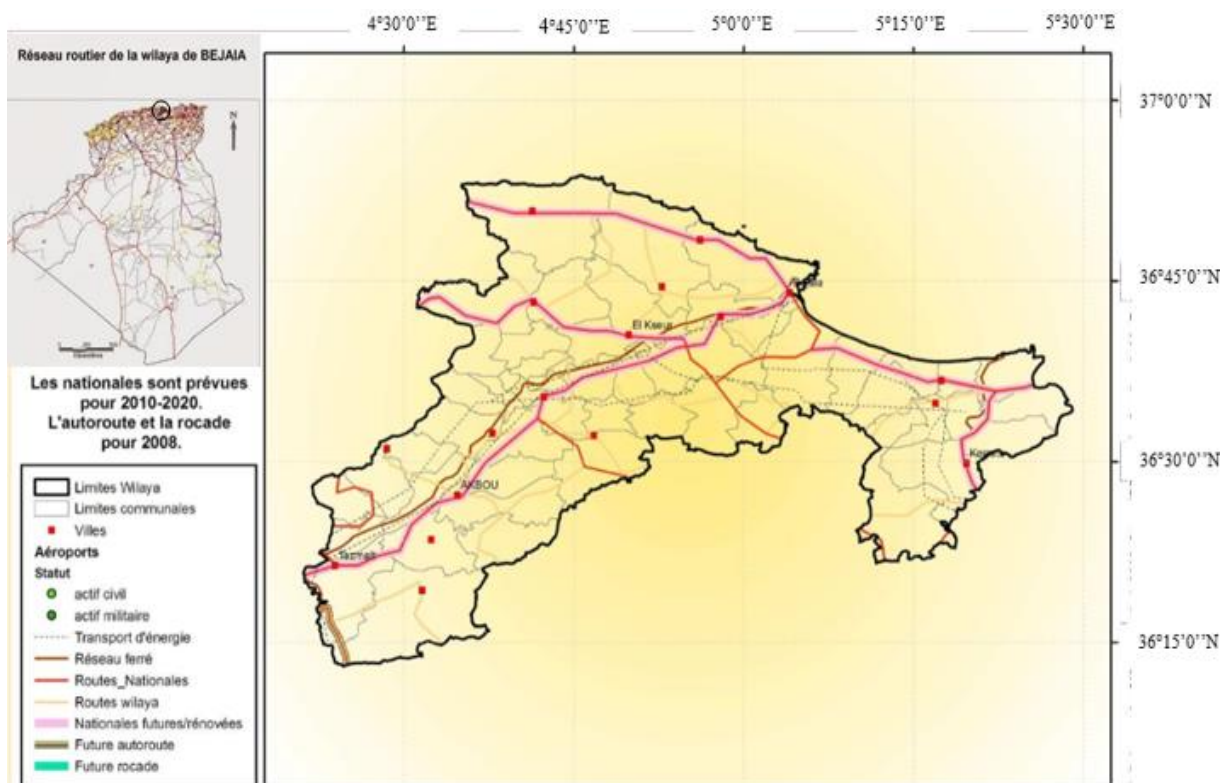 4°30'0''E
4°45'0''E
5°0'0''E
5°15'0''E
5°30'0''E
Réseau routier de la wilaya de BEJAIA
N
37°0'0''N
36°45'0''N
36°30'0''N
36°15'0''N
El Kseur
AKBOU
Tazmalt
Les nationales sont prévues
pour 2010-2020.
L'autoroute et la rocade
pour 2008.
Limites Wilaya
Limites communales
Villes
Aéroports
Statut
actif civil
actif militaire
Transport d'énergie
Réseau ferré
Routes_Nationales
Routes wilaya
Nationales futures/rénovées
Future autoroute
Future rocade